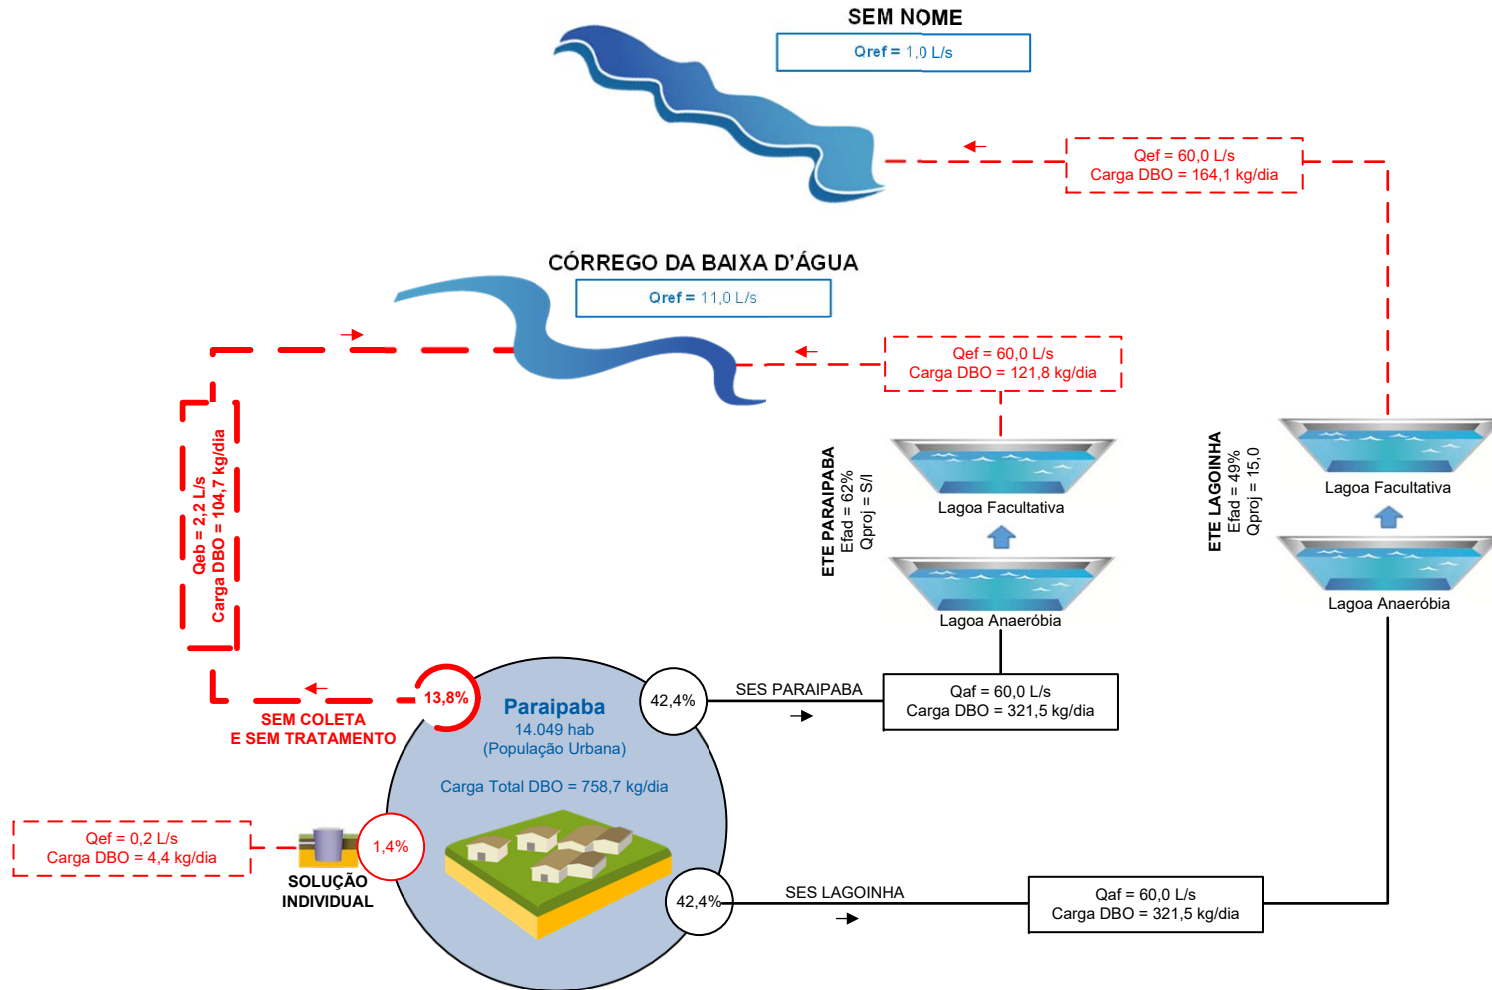 SEM NOME
Qref = 1,0 L/s
Qef = 60,0 L/s
Carga DBO = 164,1 kg/dia
CÓRREGO DA BAIXA D'ÁGUA
Qref = 11,0 L/s
Qef = 60,0 L/s
Carga DBO = 121,8 kg/dia
Qeb = 2,2 L/s
Carga DBO = 104,7 kg/dia
ETE PARAIPABA
Efad = 62%
Qproj = S/I
Lagoa Facultativa
Lagoa Anaeróbia
ETE LAGOINHA
Efad = 49%
Qproj = 15,0
Lagoa Facultativa
Lagoa Anaeróbia
13,8%
SEM COLETA
E SEM TRATAMENTO
Paraipaba
14.049 hab
(População Urbana)
Carga Total DBO = 758,7 kg/dia
42,4%
SES PARAIPABA
Qaf = 60,0 L/s
Carga DBO = 321,5 kg/dia
Qef = 0,2 L/s
Carga DBO = 4,4 kg/dia
SOLUÇÃO
INDIVIDUAL
1,4%
42,4%
SES LAGOINHA
Qaf = 60,0 L/s
Carga DBO = 321,5 kg/dia